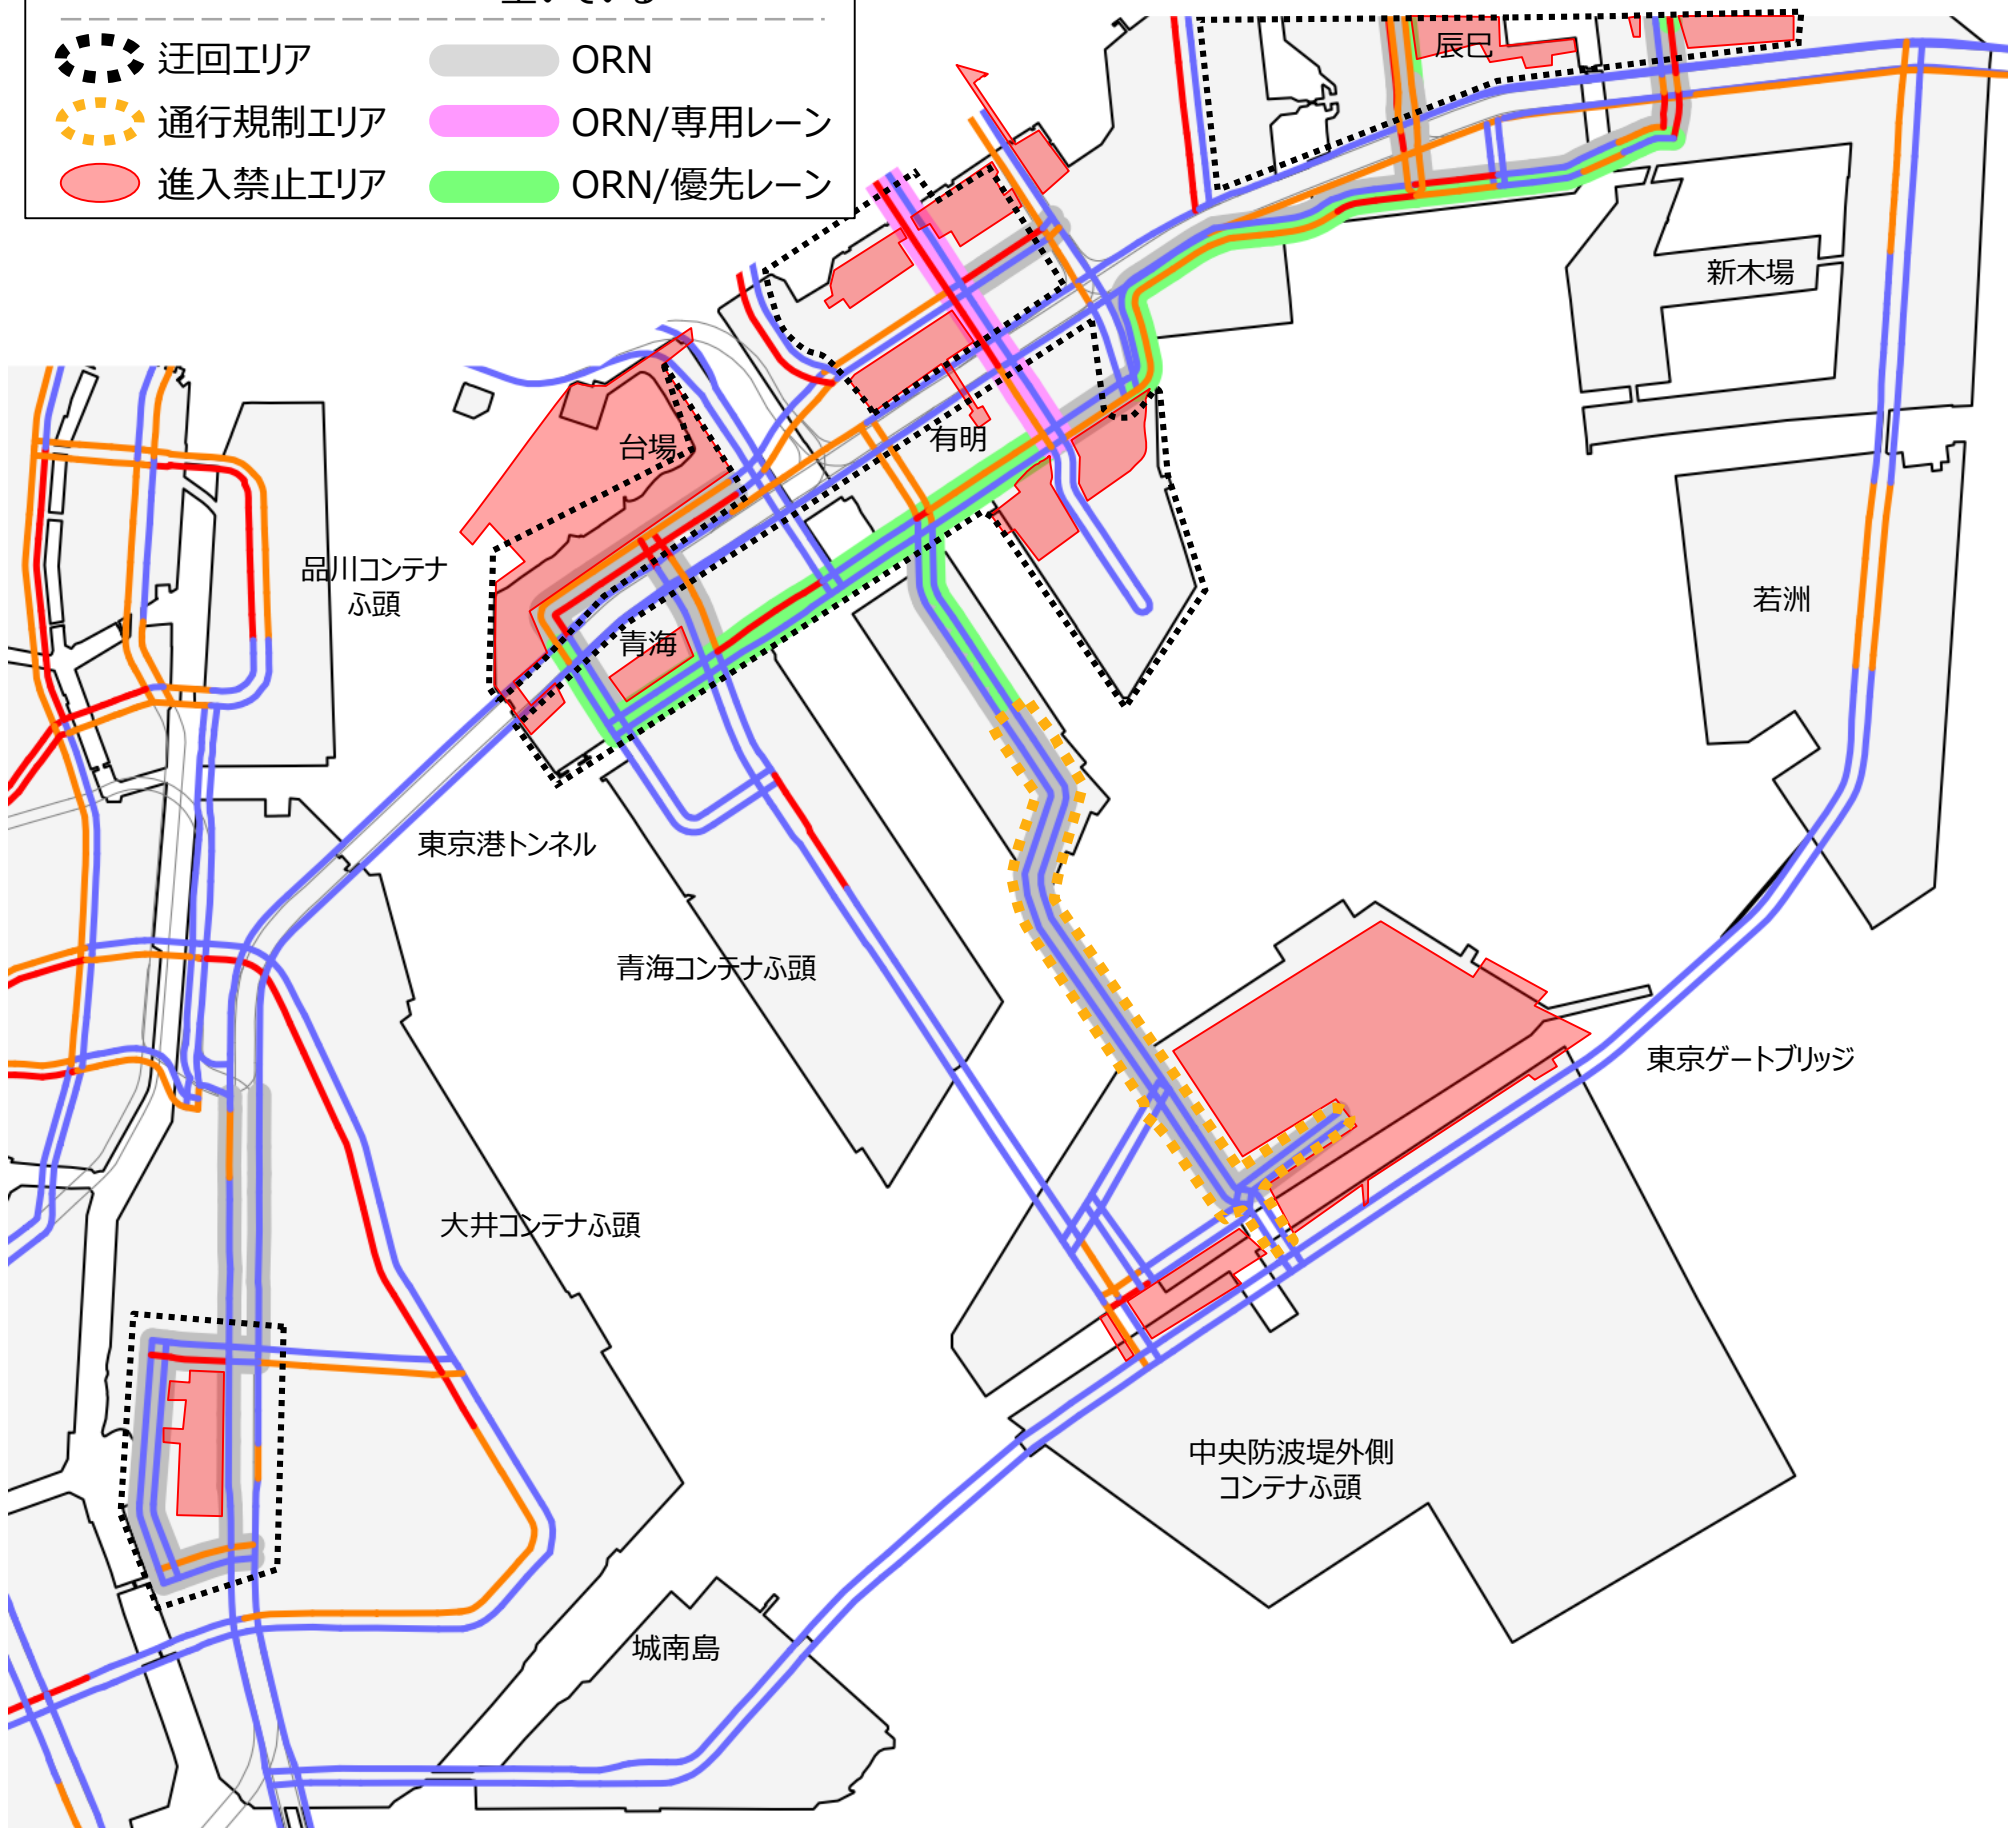 空いている
迂回エリア
ORN
通行規制エリア
ORN/専用レーン
進入禁止エリア
ORN/優先レーン
辰巳
新木場
有明
台場
品川コンテナ
ふ頭
若洲
青海
東京港トンネル
青海コンテナふ頭
東京ゲートブリッジ
大井コンテナふ頭
中央防波堤外側
コンテナふ頭
城南島